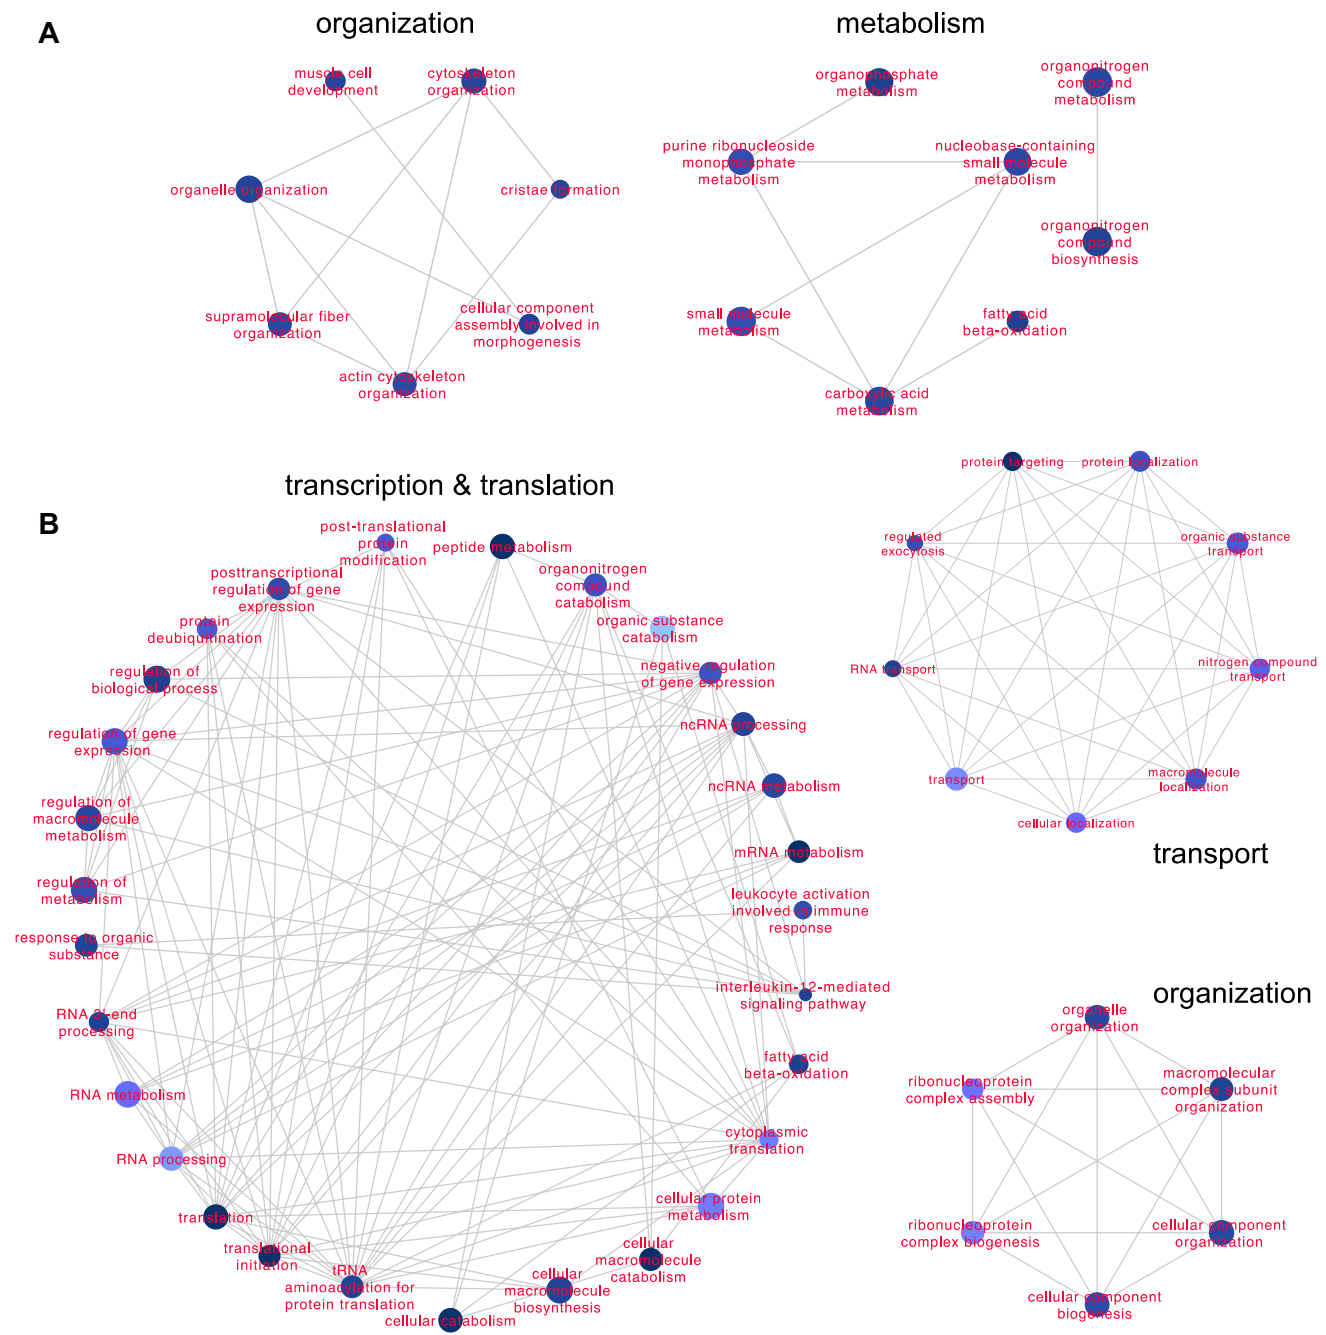 A
organization
metabolism
muscle cell
development
cytoskeleton
organization
organelle organization
cristae formation
supramolecular fiber
organization
cellular component
assembly involved in
morphogenesis
actin cytoskeleton
organization
organophosphate
metabolism
organonitrogen
compound
metabolism
purine ribonucleoside
monophosphate
metabolism
nucleobase-containing
small molecule
metabolism
organonitrogen
compound
biosynthesis
small molecule
metabolism
fatty acid
beta-oxidation
carboxylic acid
metabolism
B
transcription & translation
post-translational
protein
modification
peptide metabolism
posttranscriptional
regulation of gene
expression
organonitrogen
compound
catabolism
protein
deubiquitination
organic substance
catabolism
regulation of
biological process
negative regulation
of gene expression
regulation of gene
expression
ncRNA processing
regulation of
macromolecule
metabolism
ncRNA metabolism
mRNA metabolism
regulation of
metabolism
leukocyte activation
involved in immune
response
response to organic
substance
interleukin-12-mediated
signaling pathway
RNA 3'-end
processing
fatty acid
beta-oxidation
RNA metabolism
cytoplasmic
translation
RNA processing
cellular protein
metabolism
translation
translational
initiation
cellular
macromolecule
catabolism
tRNA
aminoacylation for
protein translation
cellular
macromolecule
biosynthesis
cellular catabolism
protein targeting
protein localization
regulated
exocytosis
organic substance
transport
RNA transport
nitrogen compound
transport
transport
macromolecule
localization
cellular localization
transport
organization
organelle
organization
ribonucleoprotein
complex assembly
macromolecular
complex subunit
organization
ribonucleoprotein
complex biogenesis
cellular component
organization
cellular component
biogenesis